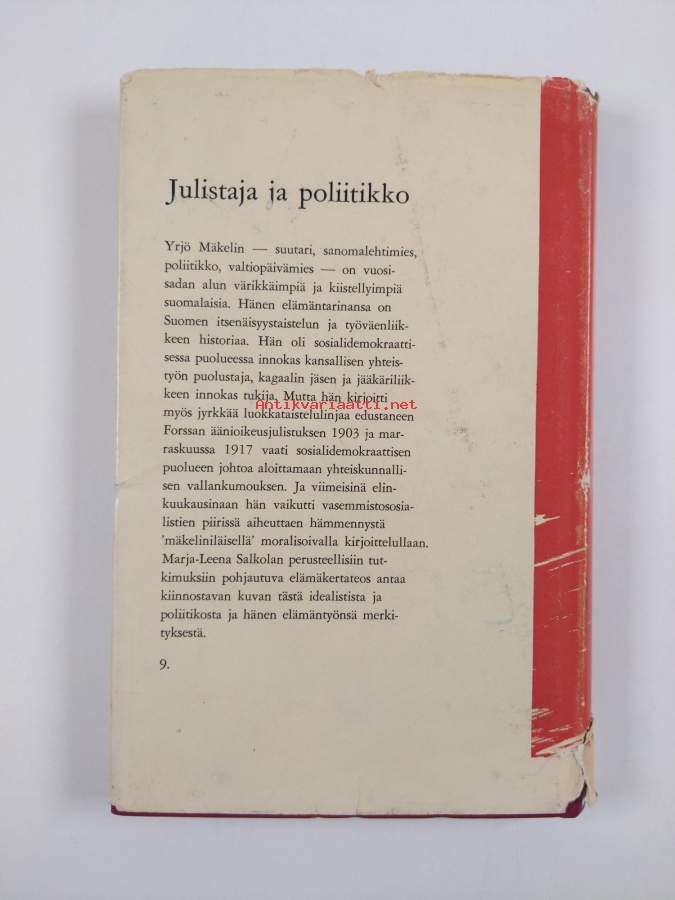 Julistaja ja poliitikko
Yrjö Mäkelin — suutari, sanomalehtimies,
poliitikko, valtiopäivämies — on vuosi-
sadan alun värikkäimpiä ja kiistellyimpiä
suomalaisia. Hänen elämäntarinansa on
Suomen itsenäisyystaistelun ja työväenliik-
keen historiaa. Hän oli sosialidemokraatti-
sessa puolueessa innokas kansallisen yhteis-
työn puolustaja, kagaalin jäsen ja jääkäriliik-
keen innokas tukija. Mutta hän kirjoitti
Antikvariaatti.net
myös jyrkkää luokkataistelulinjaa edustaneen
Forssan äänioikeusjulistuksen 1903 ja mar-
raskuussa 1917 vaati sosialidemokraattisen
puolueen johtoa aloittamaan yhteiskunnalli-
sen vallankumouksen. Ja viimeisinä elin-
kuukausinaan hän vaikutti vasemmistososia-
listien piirissä aiheuttaen hämmennystä
'mäkeliniläisellä' moralisoivalla kirjoittelullaan.
Marja-Leena Salkolan perusteellisiin tut-
kimuksiin pohjautuva elämäkertateos antaa
kiinnostavan kuvan tästä idealistista ja
poliitikosta ja hänen elämäntyönsä merki-
tyksestä.
9.